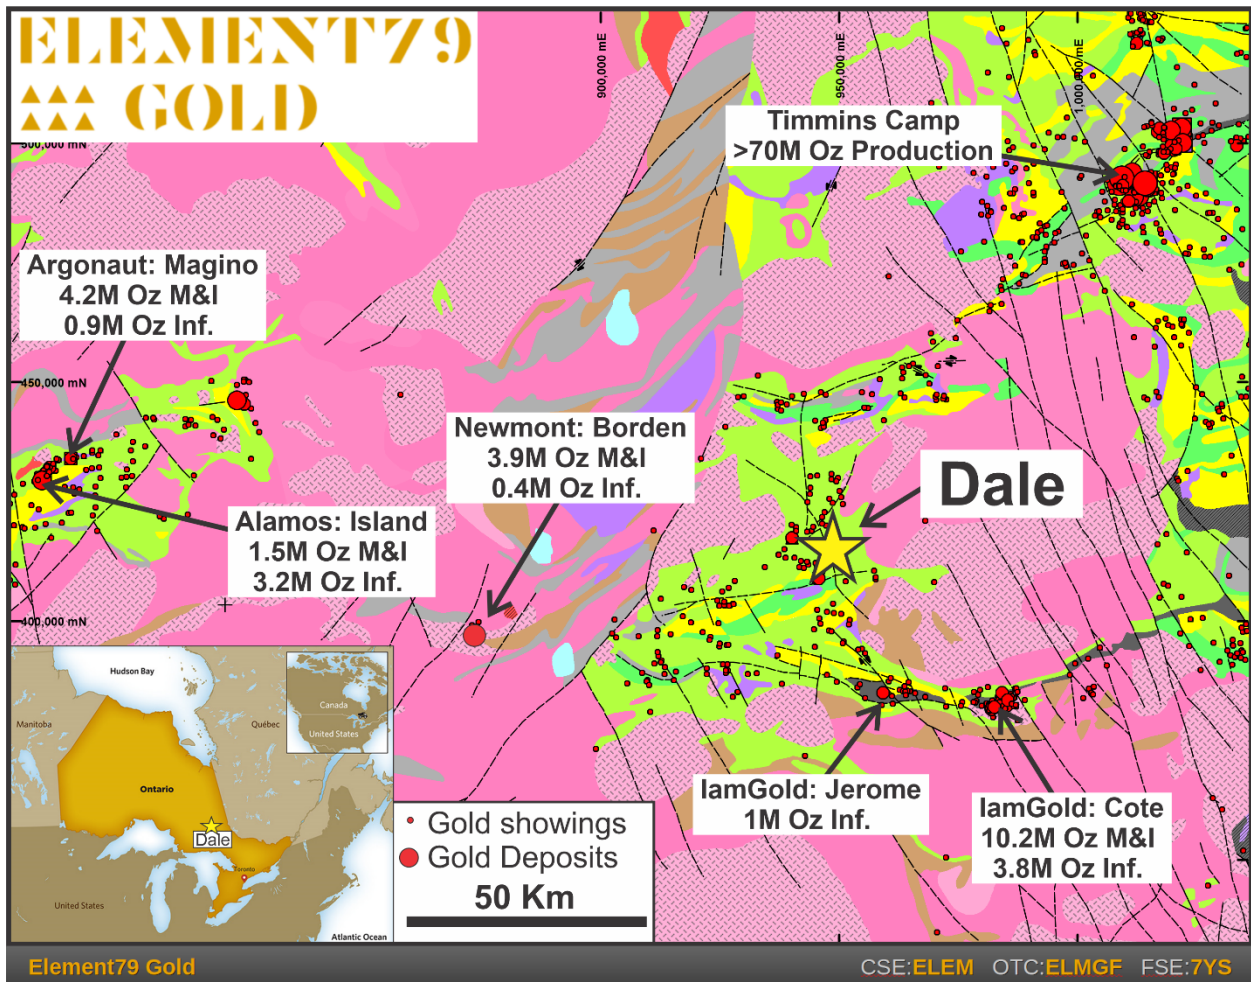 ELEMENT79
GOLD
900,000 mE
950,000 mE
1,000,000 mE
500,000 mN
450,000 mN
400,000 mN
Timmins Camp
>70M Oz Production
Argonaut: Magino
4.2M Oz M&I
0.9M Oz Inf.
Newmont: Borden
3.9M Oz M&I
0.4M Oz Inf.
Dale
Alamos: Island
1.5M Oz M&I
3.2M Oz Inf.
IamGold: Jerome
1M Oz Inf.
IamGold: Cote
10.2M Oz M&I
3.8M Oz Inf.
Hudson Bay
Manitoba
Québec
Canada
United States
Ontario
Dale
Toronto
United States
Atlantic Ocean
Gold showings
Gold Deposits
50 Km
Element79 Gold
CSE:ELEM OTC:ELMGF FSE:7YS